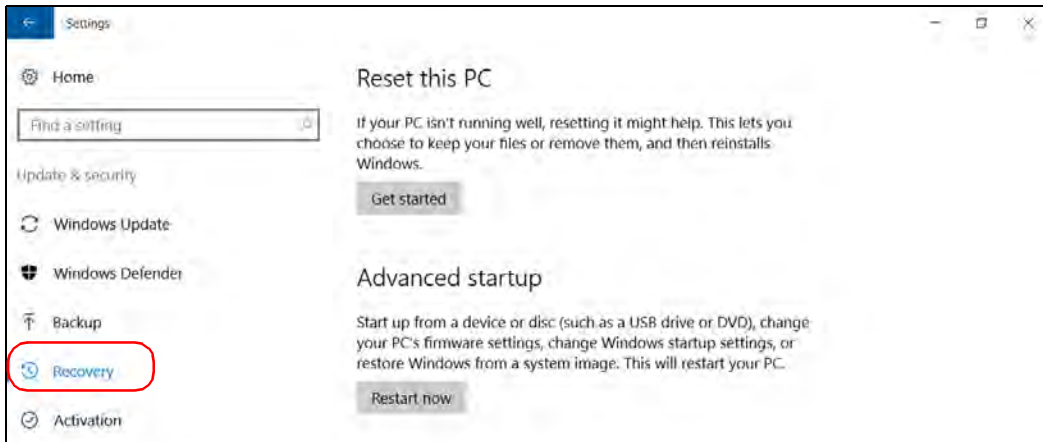 Settings
Home
Find a setting
Update & security
Windows Update
Windows Defender
Backup
Recovery
Activation
Reset this PC
If your PC isn't running well, resetting it might help. This lets you
choose to keep your files or remove them, and then reinstalls
Windows.
Get started
Advanced startup
Start up from a device or disc (such as a USB drive or DVD), change
your PC's firmware settings, change Windows startup settings, or
restore Windows from a system image. This will restart your PC.
Restart now